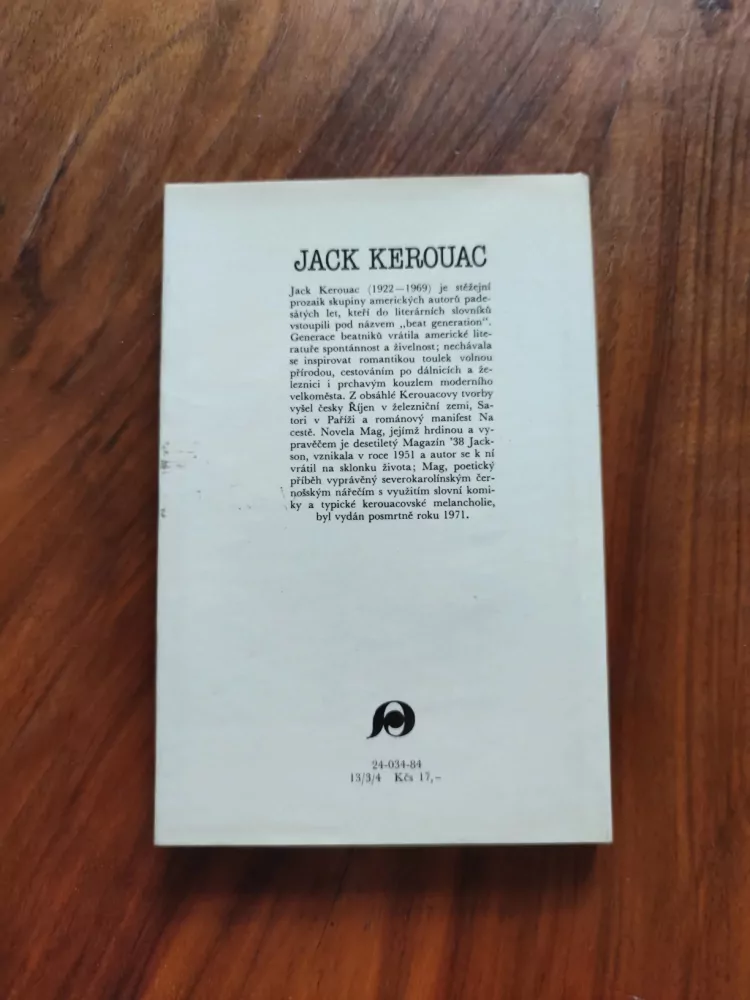 JACK KEROUAC
Jack Kerouac (1922—1969) je stěžejní
prozaik skupiny amerických autorů pade-
sátých let, kteří do literárních slovníků
vstoupili pod názvem „beat generation“.
Generace beatniků vrátila americké lite-
ratuře spontánnost a živelnost; nechávala
se inspirovat romantikou toulek volnou
přírodou, cestováním po dálnicích a že-
leznici i prchavým kouzlem moderního
velkoměsta. Z obsáhlé Kerouacovy tvorby
vyšel česky Říjen v železniční zemi, Sa-
tori v Paříži a románový manifest Na
cestě. Novela Mag, jejímž hrdinou a vy-
pravěčem je desetiletý Magazín '38 Jack-
son, vznikala v roce 1951 a autor se k ní
vrátil na sklonku života; Mag, poetický
příběh vyprávěný severokarolínským čer-
nošským nářečím s využitím slovní komi-
ky a typické kerouacovské melancholie,
byl vydán posmrtně roku 1971.
24-034-84
13/3/4 Kčs 17,–